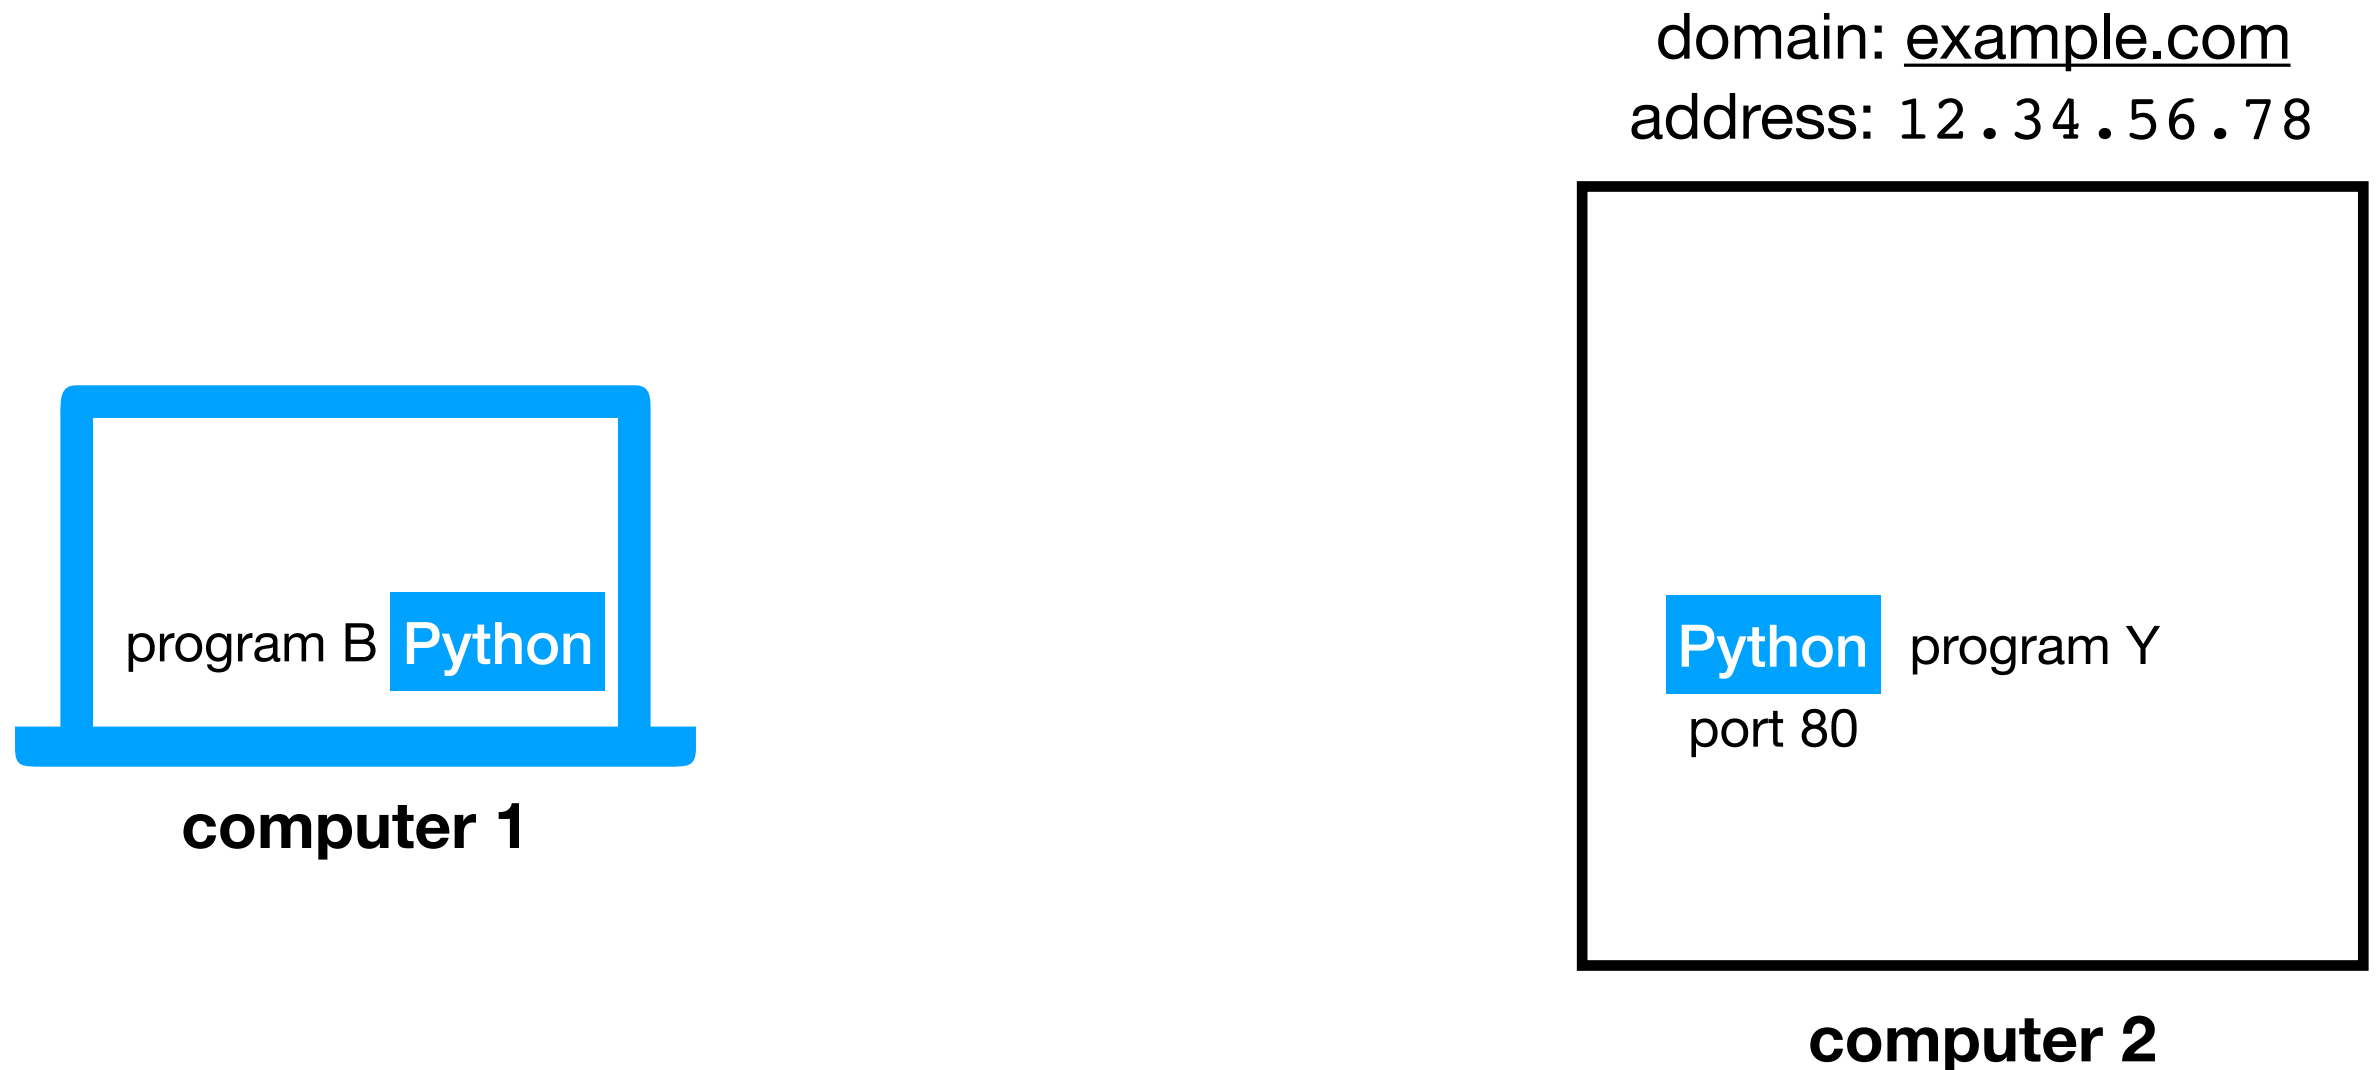 domain: example.com
address: 12.34.56.78
program B Python
computer 1
Python program Y
port 80
computer 2